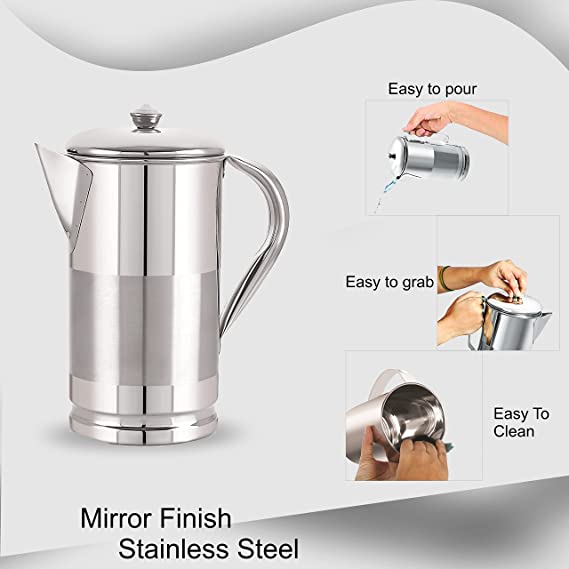 Easy to pour
Easy to grab
Easy To
Clean
Mirror Finish
Stainless Steel